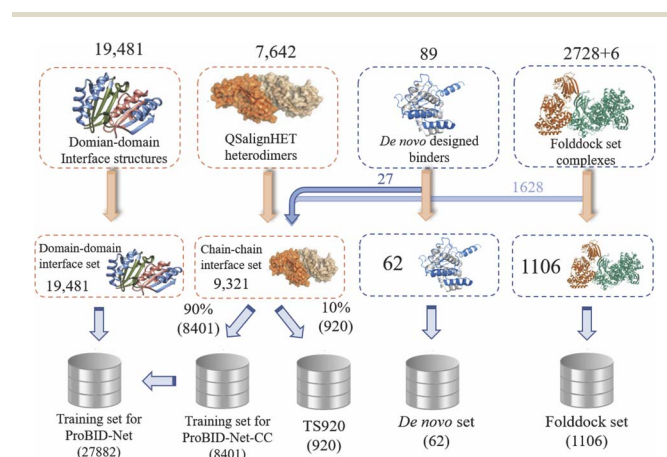 19,481
7,642
89
2728+6
Domian-domain
Interface structures
QSalignHET
heterodimers
De novo designed
binders
Folddock set
complexes
27
1628
Domain-domain
interface set
19,481
Chain-chain
interface set
9,321
62
1106
90%
(8401)
10%
(920)
Training set for
ProBID-Net
(27882)
Training set for
ProBID-Net-CC
(8401)
TS920
(920)
De novo set
(62)
Folddock set
(1106)